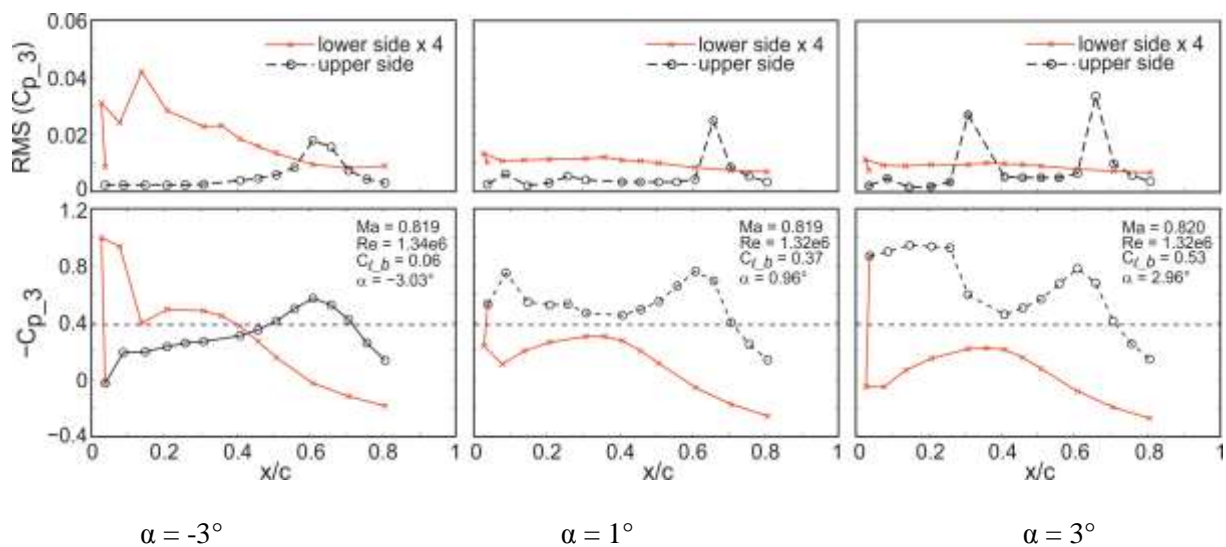 0.06
0.04
0.02
0
RMS (Cp_3)
lower side x 4
upper side
lower side x 4
upper side
lower side x 4
upper side
1.2
0.8
0.4
0
−0.4
−Cp_3
Ma = 0.819
Re = 1.34e6
Cℓ_b = 0.06
α = −3.03°
Ma = 0.819
Re = 1.32e6
Cℓ_b = 0.37
α = 0.96°
Ma = 0.820
Re = 1.32e6
Cℓ_b = 0.53
α = 2.96°
0 0.2 0.4 0.6 0.8 1 0 0.2 0.4 0.6 0.8 1 0 0.2 0.4 0.6 0.8 1
x/c x/c x/c
α = -3° α = 1° α = 3°